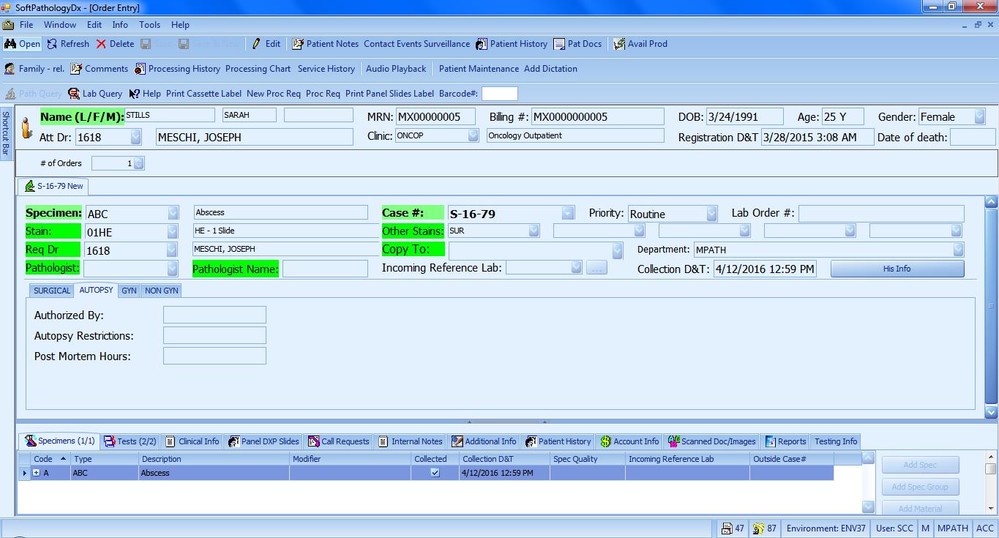 SoftPathologyDx - [Order Entry]
File Window Edit Info Tools Help
Open Refresh Delete Edit Patient Notes Contact Events Surveillance Patient History Pat Docs Avail Prod
Family - rel. Comments Processing History Processing Chart Service History Audio Playback Patient Maintenance Add Dictation
Path Query Lab Query Help Print Cassette Label New Proc Req Proc Req Print Panel Slides Label Barcode#:
Shortcut Bar
Name (L/F/M): STILLS SARAH MRN: MX00000005 Billing #: MX0000000005 DOB: 3/24/1991 Age: 25 Y Gender: Female
Att Dr: 1618 MESCHI, JOSEPH Clinic: ONCOP Oncology Outpatient Registration D&T 3/28/2015 3:08 AM Date of death:
# of Orders 1
S-16-79 New
Specimen: ABC Abscess Case #: S-16-79 Priority: Routine Lab Order #:
Stain: 01HE HE - 1 Slide Other Stains: SUR
Req Dr 1618 MESCHI, JOSEPH Copy To: Department: MPATH
Pathologist: Pathologist Name: Incoming Reference Lab: ... Collection D&T: 4/12/2016 12:59 PM His Info
SURGICAL AUTOPSY GYN NON GYN
Authorized By:
Autopsy Restrictions:
Post Mortem Hours:
Specimens (1/1) Tests (2/2) Clinical Info Panel DXP Slides Call Requests Internal Notes Additional Info Patient History Account Info Scanned Doc/Images Reports Testing Info
Code Type Description Modifier Collected Collection D&T Spec Quality Incoming Reference Lab Outside Case#
A ABC Abscess 4/12/2016 12:59 PM
Add Spec
Add Spec Group
Add Material
47 87 Environment: ENV37 User: SCC M MPATH ACC